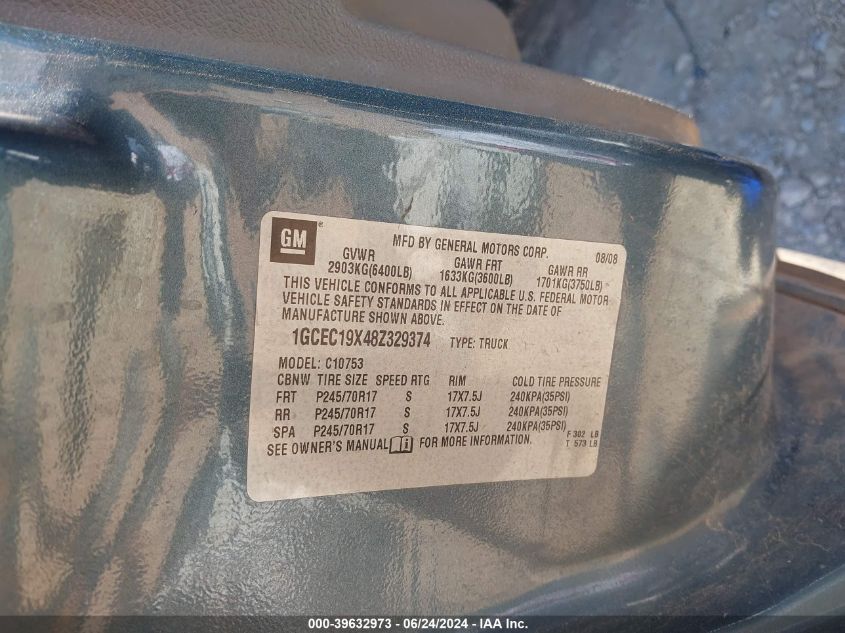 GM ®
MFD BY GENERAL MOTORS CORP. 08/08
GVWR GAWR FRT GAWR RR
2903KG(6400LB) 1633KG(3600LB) 1701KG(3750LB)
THIS VEHICLE CONFORMS TO ALL APPLICABLE U.S. FEDERAL MOTOR
VEHICLE SAFETY STANDARDS IN EFFECT ON THE DATE OF
MANUFACTURE SHOWN ABOVE.
1GCEC19X48Z329374 TYPE: TRUCK
MODEL: C10753
CBNW TIRE SIZE SPEED RTG RIM COLD TIRE PRESSURE
FRT P245/70R17 S 17X7.5J 240KPA(35PSI)
RR P245/70R17 S 17X7.5J 240KPA(35PSI)
SPA P245/70R17 S 17X7.5J 240KPA(35PSI)
F 302 LB
T 573 LB
SEE OWNER'S MANUAL FOR MORE INFORMATION.
000-39632973 - 06/24/2024 - IAA Inc.